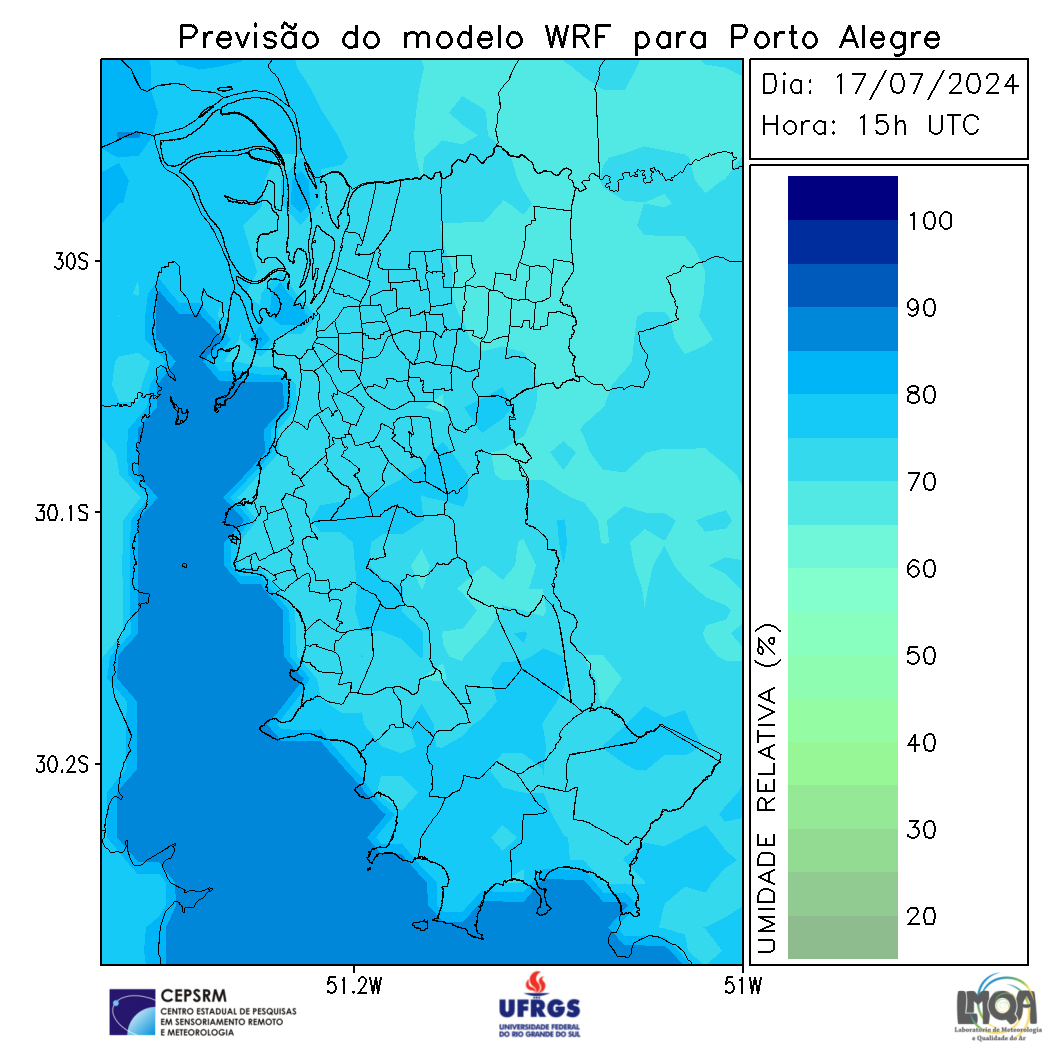 Previsão do modelo WRF para Porto Alegre
Dia: 17/07/2024
Hora: 15h UTC
100
90
80
70
60
50
40
30
20
UMIDADE RELATIVA (%)
30S
30.1S
30.2S
51.2W
51W
CEPSRM
CENTRO ESTADUAL DE PESQUISAS
EM SENSORIAMENTO REMOTO
E METEOROLOGIA
UFRGS
UNIVERSIDADE FEDERAL
DO RIO GRANDE DO SUL
LMQA
Laboratório de Meteorologia
e Qualidade do Ar